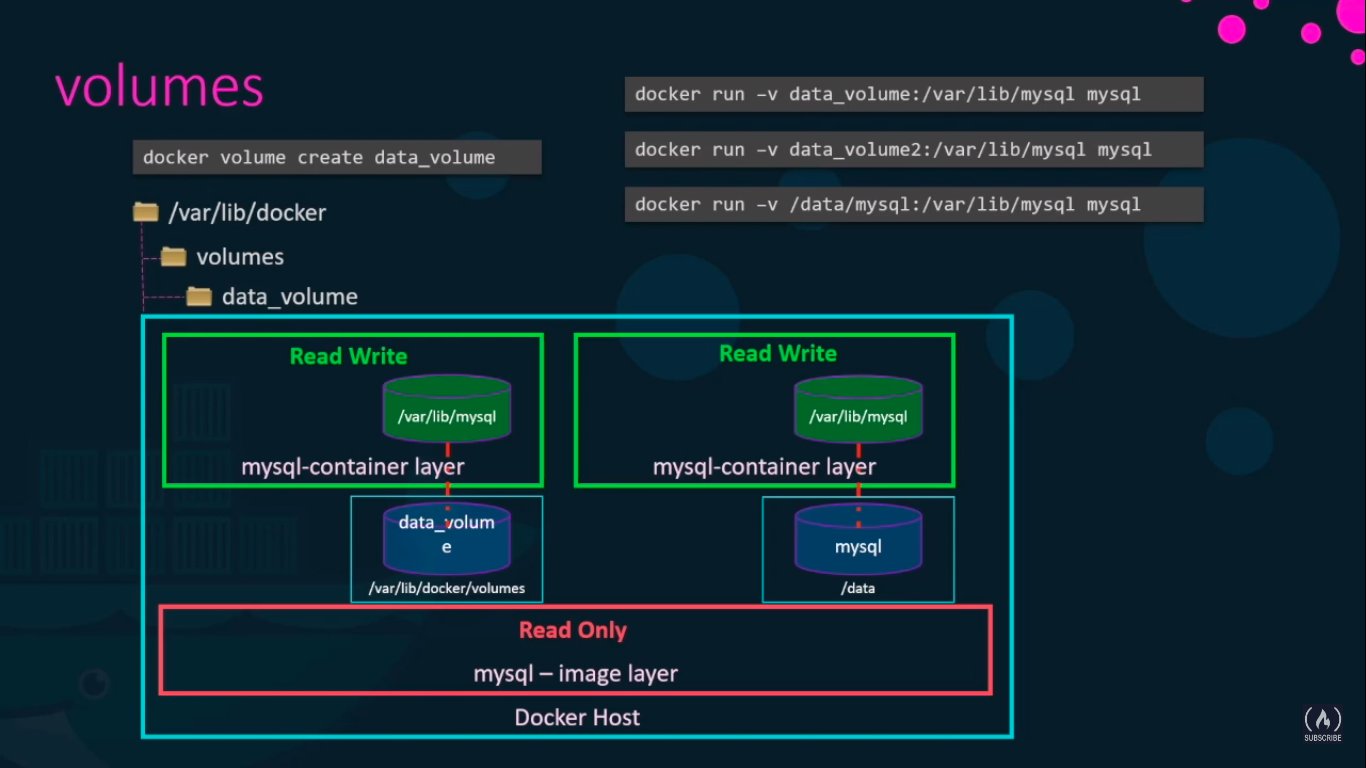 volumes
docker volume create data_volume
/var/lib/docker
volumes
data_volume
docker run –v data_volume:/var/lib/mysql mysql
docker run –v data_volume2:/var/lib/mysql mysql
docker run –v /data/mysql:/var/lib/mysql mysql
Read Write
/var/lib/mysql
mysql-container layer
data_volum
e
/var/lib/docker/volumes
Read Write
/var/lib/mysql
mysql-container layer
mysql
/data
Read Only
mysql – image layer
Docker Host
SUBSCRIBE